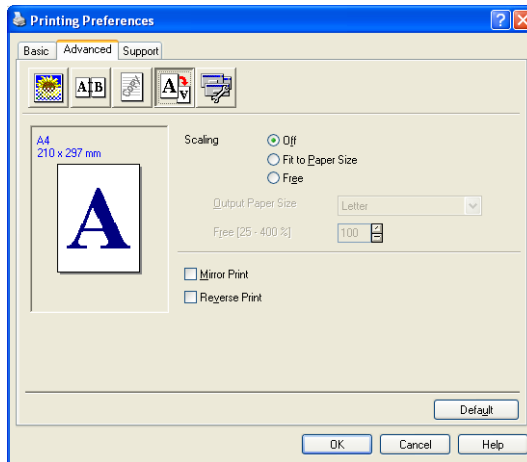 Printing Preferences
Basic Advanced Support
A4
210 x 297 mm
A
Scaling
Off
Fit to Paper Size
Free
Output Paper Size Letter
Free [25 - 400 %] 100
Mirror Print
Reverse Print
Default
OK Cancel Help